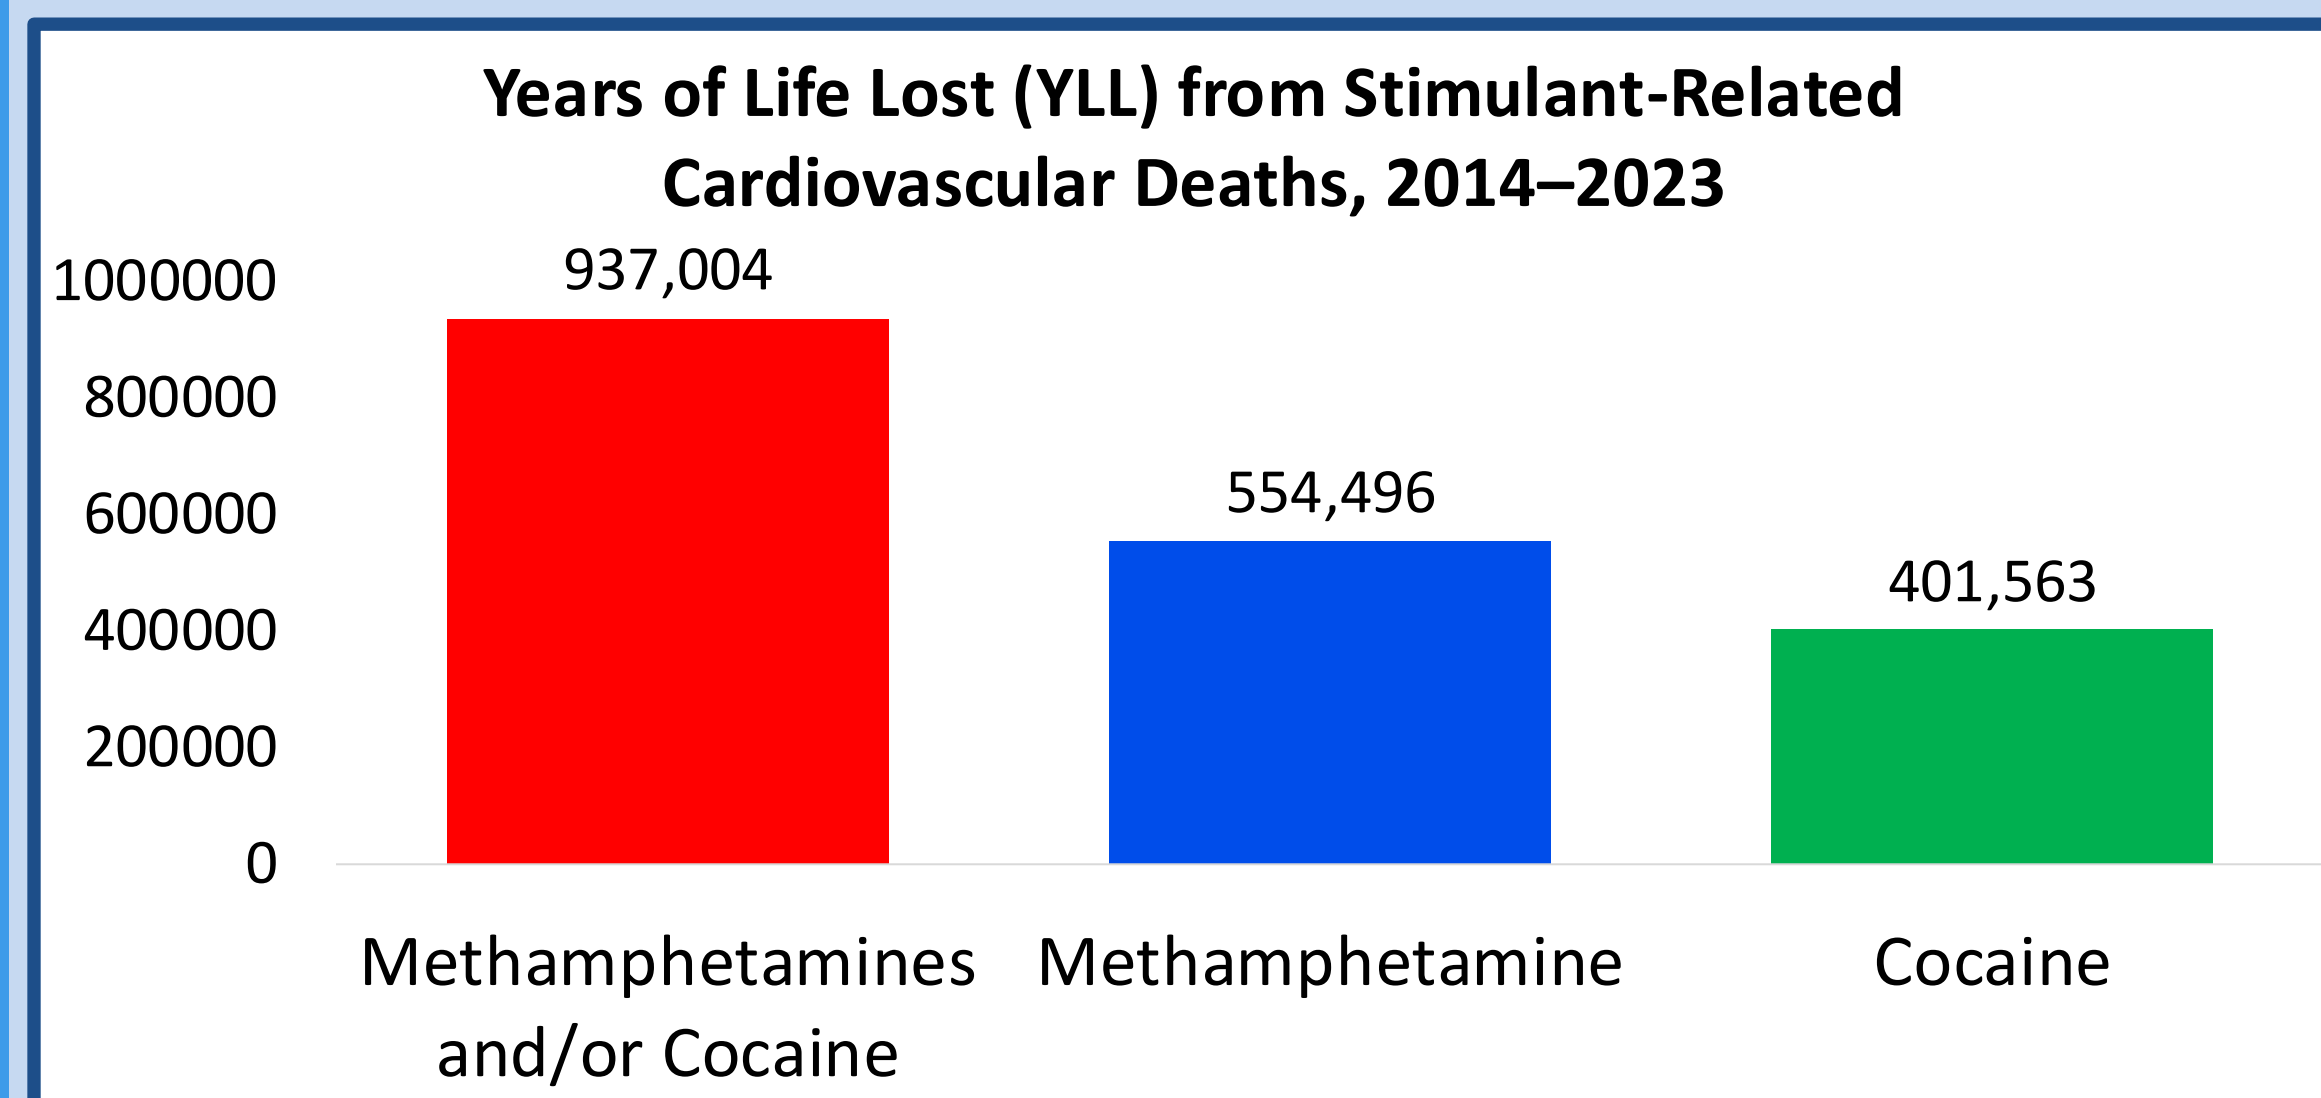 Years of Life Lost (YLL) from Stimulant-Related
Cardiovascular Deaths, 2014–2023
1000000
800000
600000
400000
200000
0
937,004
554,496
401,563
Methamphetamines
and/or Cocaine
Methamphetamine
Cocaine